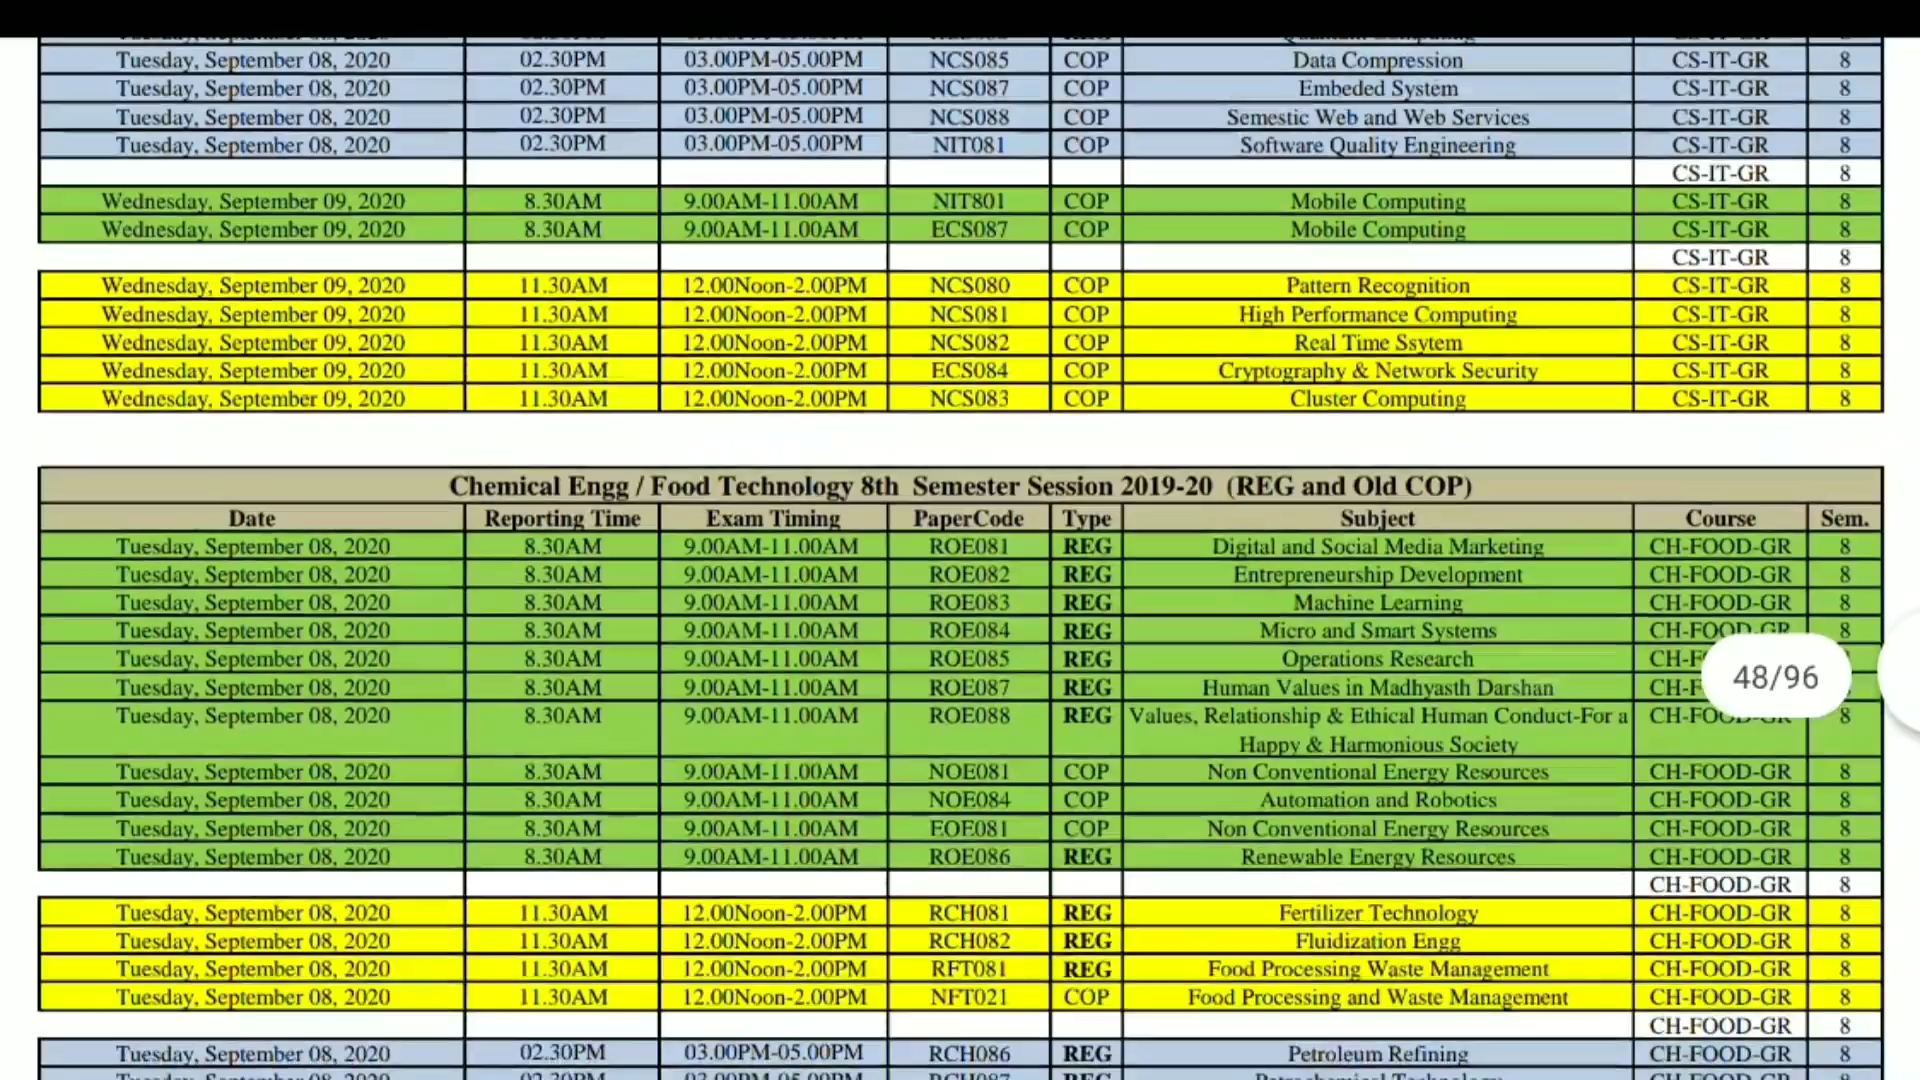 Tuesday, September 08, 2020 02.30PM 03.00PM-05.00PM NCS085 COP Data Compression CS-IT-GR 8
Tuesday, September 08, 2020 02.30PM 03.00PM-05.00PM NCS087 COP Embeded System CS-IT-GR 8
Tuesday, September 08, 2020 02.30PM 03.00PM-05.00PM NCS088 COP Semestic Web and Web Services CS-IT-GR 8
Tuesday, September 08, 2020 02.30PM 03.00PM-05.00PM NIT081 COP Software Quality Engineering CS-IT-GR 8
CS-IT-GR 8
Wednesday, September 09, 2020 8.30AM 9.00AM-11.00AM NIT801 COP Mobile Computing CS-IT-GR 8
Wednesday, September 09, 2020 8.30AM 9.00AM-11.00AM ECS087 COP Mobile Computing CS-IT-GR 8
CS-IT-GR 8
Wednesday, September 09, 2020 11.30AM 12.00Noon-2.00PM NCS080 COP Pattern Recognition CS-IT-GR 8
Wednesday, September 09, 2020 11.30AM 12.00Noon-2.00PM NCS081 COP High Performance Computing CS-IT-GR 8
Wednesday, September 09, 2020 11.30AM 12.00Noon-2.00PM NCS082 COP Real Time Ssytem CS-IT-GR 8
Wednesday, September 09, 2020 11.30AM 12.00Noon-2.00PM ECS084 COP Cryptography & Network Security CS-IT-GR 8
Wednesday, September 09, 2020 11.30AM 12.00Noon-2.00PM NCS083 COP Cluster Computing CS-IT-GR 8
Chemical Engg / Food Technology 8th Semester Session 2019-20 (REG and Old COP)
Date Reporting Time Exam Timing PaperCode Type Subject Course Sem.
Tuesday, September 08, 2020 8.30AM 9.00AM-11.00AM ROE081 REG Digital and Social Media Marketing CH-FOOD-GR 8
Tuesday, September 08, 2020 8.30AM 9.00AM-11.00AM ROE082 REG Entrepreneurship Development CH-FOOD-GR 8
Tuesday, September 08, 2020 8.30AM 9.00AM-11.00AM ROE083 REG Machine Learning CH-FOOD-GR 8
Tuesday, September 08, 2020 8.30AM 9.00AM-11.00AM ROE084 REG Micro and Smart Systems CH-FOOD-GR 8
Tuesday, September 08, 2020 8.30AM 9.00AM-11.00AM ROE085 REG Operations Research
48/96
Tuesday, September 08, 2020 8.30AM 9.00AM-11.00AM ROE087 REG Human Values in Madhyasth Darshan
Tuesday, September 08, 2020 8.30AM 9.00AM-11.00AM ROE088 REG Values, Relationship & Ethical Human Conduct-For a 8
Happy & Harmonious Society
Tuesday, September 08, 2020 8.30AM 9.00AM-11.00AM NOE081 COP Non Conventional Energy Resources CH-FOOD-GR 8
Tuesday, September 08, 2020 8.30AM 9.00AM-11.00AM NOE084 COP Automation and Robotics CH-FOOD-GR 8
Tuesday, September 08, 2020 8.30AM 9.00AM-11.00AM EOE081 COP Non Conventional Energy Resources CH-FOOD-GR 8
Tuesday, September 08, 2020 8.30AM 9.00AM-11.00AM ROE086 REG Renewable Energy Resources CH-FOOD-GR 8
CH-FOOD-GR 8
Tuesday, September 08, 2020 11.30AM 12.00Noon-2.00PM RCH081 REG Fertilizer Technology CH-FOOD-GR 8
Tuesday, September 08, 2020 11.30AM 12.00Noon-2.00PM RCH082 REG Fluidization Engg CH-FOOD-GR 8
Tuesday, September 08, 2020 11.30AM 12.00Noon-2.00PM RFT081 REG Food Processing Waste Management CH-FOOD-GR 8
Tuesday, September 08, 2020 11.30AM 12.00Noon-2.00PM NFT021 COP Food Processing and Waste Management CH-FOOD-GR 8
CH-FOOD-GR 8
Tuesday, September 08, 2020 02.30PM 03.00PM-05.00PM RCH086 REG Petroleum Refining CH-FOOD-GR 8